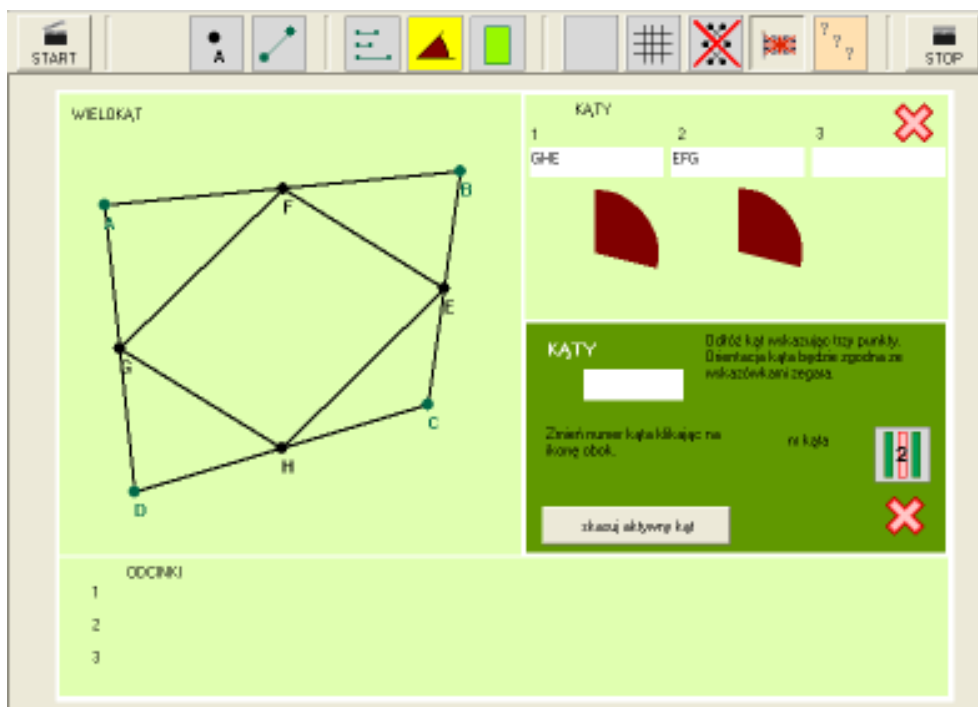 START
A
? ? ?
STOP
WIELOKĄT
A
B
F
E
G
C
H
D
KĄTY
1 2 3
GHE EFG
KĄTY
Odłóż kąt wskazując trzy punkty.
Orientacja kąta będzie zgodna ze
wskazówkami zegara.
Zmień numer kąta klikając na
ikonę obok.
nr kąta
2
skasuj aktywny kąt
ODCINKI
1
2
3